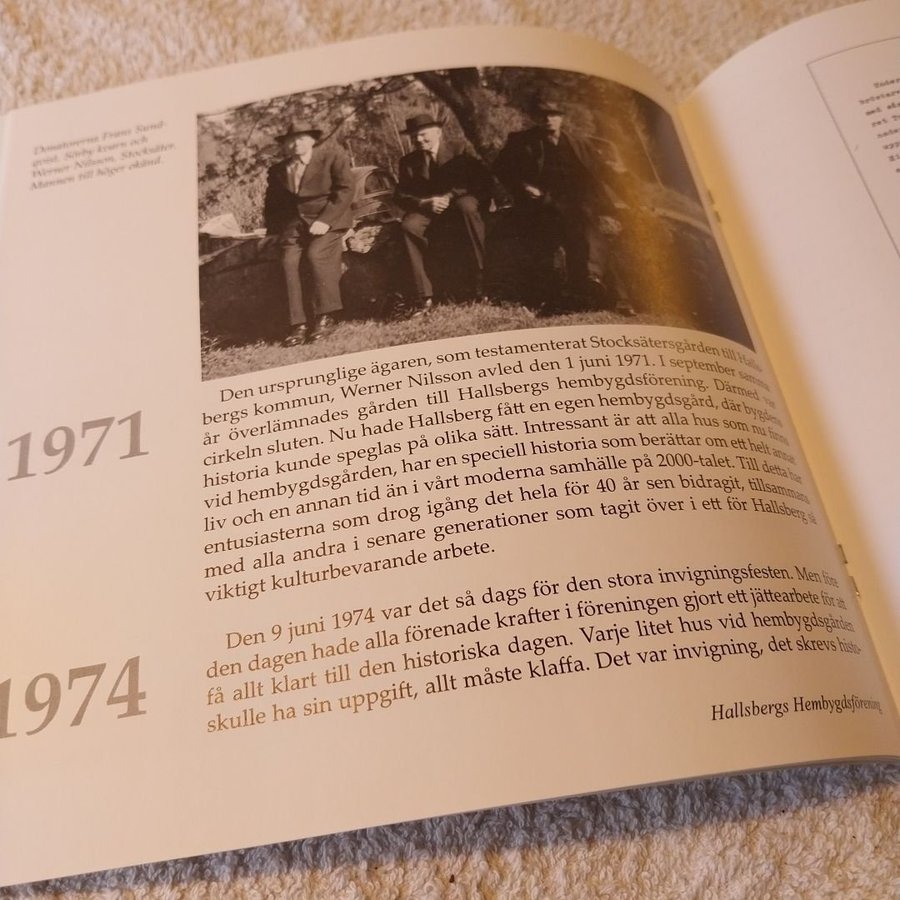 Donatorerna Frans Sund-
qvist, Sörby kvarn och
Werner Nilsson, Stocksäter.
Mannen till höger okänd.
1971
Den ursprunglige ägaren, som testamenterat Stocksätersgården till Halls-
bergs kommun, Werner Nilsson avled den 1 juni 1971. I september samma
år överlämnades gården till Hallsbergs hembygdsförening. Därmed var
cirkeln sluten. Nu hade Hallsberg fått en egen hembygdsgård, där bygdens
historia kunde speglas på olika sätt. Intressant är att alla hus som nu finns
vid hembygdsgården, har en speciell historia som berättar om ett helt annat
liv och en annan tid än i vårt moderna samhälle på 2000-talet. Till detta har
entusiasterna som drog igång det hela för 40 år sen bidragit, tillsammans
med alla andra i senare generationer som tagit över i ett för Hallsberg så
viktigt kulturbevarande arbete.
1974
Den 9 juni 1974 var det så dags för den stora invigningsfesten. Men före
den dagen hade alla förenade krafter i föreningen gjort ett jättearbete för att
få allt klart till den historiska dagen. Varje litet hus vid hembygdsgården
skulle ha sin uppgift, allt måste klaffa. Det var invigning, det skrevs histo-
Hallsbergs Hembygdsförening